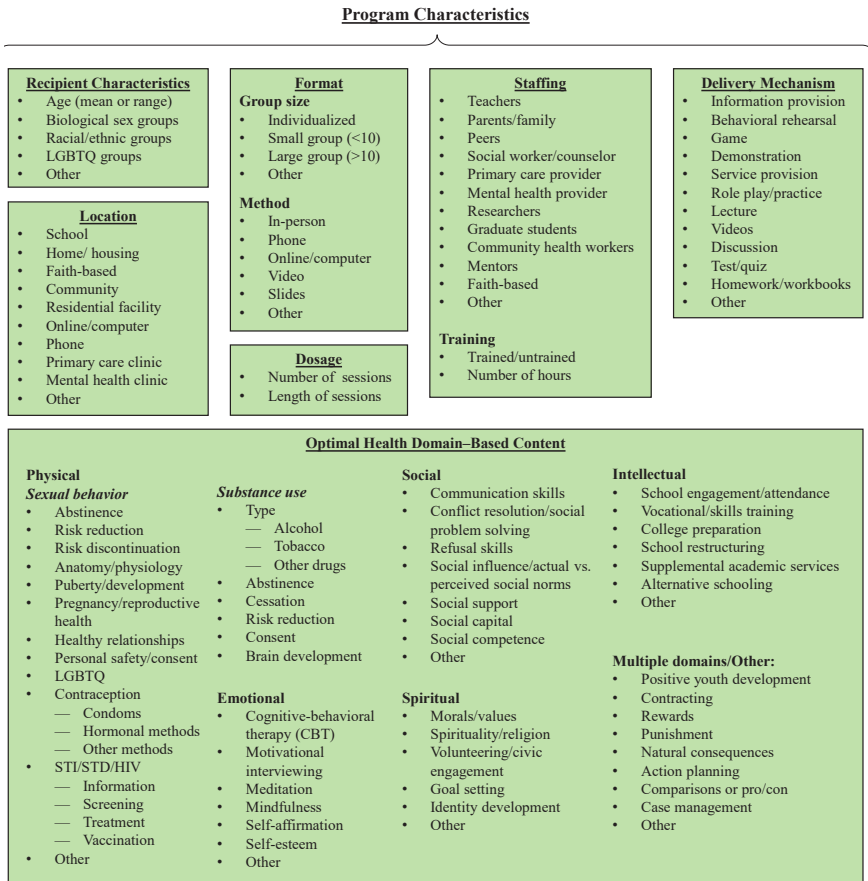 Program Characteristics
Recipient Characteristics
• Age (mean or range)
• Biological sex groups
• Racial/ethnic groups
• LGBTQ groups
• Other
Location
• School
• Home/ housing
• Faith-based
• Community
• Residential facility
• Online/computer
• Phone
• Primary care clinic
• Mental health clinic
• Other
Format
Group size
• Individualized
• Small group (<10)
• Large group (>10)
• Other
Method
• In-person
• Phone
• Online/computer
• Video
• Slides
• Other
Dosage
• Number of sessions
• Length of sessions
Staffing
• Teachers
• Parents/family
• Peers
• Social worker/counselor
• Primary care provider
• Mental health provider
• Researchers
• Graduate students
• Community health workers
• Mentors
• Faith-based
• Other
Training
• Trained/untrained
• Number of hours
Delivery Mechanism
• Information provision
• Behavioral rehearsal
• Game
• Demonstration
• Service provision
• Role play/practice
• Lecture
• Videos
• Discussion
• Test/quiz
• Homework/workbooks
• Other
Optimal Health Domain–Based Content
Physical
Sexual behavior
• Abstinence
• Risk reduction
• Risk discontinuation
• Anatomy/physiology
• Puberty/development
• Pregnancy/reproductive
health
• Healthy relationships
• Personal safety/consent
• LGBTQ
• Contraception
— Condoms
— Hormonal methods
— Other methods
• STI/STD/HIV
— Information
— Screening
— Treatment
— Vaccination
• Other
Substance use
• Type
— Alcohol
— Tobacco
— Other drugs
• Abstinence
• Cessation
• Risk reduction
• Consent
• Brain development
Emotional
• Cognitive-behavioral
therapy (CBT)
• Motivational
interviewing
• Meditation
• Mindfulness
• Self-affirmation
• Self-esteem
• Other
Social
• Communication skills
• Conflict resolution/social
problem solving
• Refusal skills
• Social influence/actual vs.
perceived social norms
• Social support
• Social capital
• Social competence
• Other
Spiritual
• Morals/values
• Spirituality/religion
• Volunteering/civic
engagement
• Goal setting
• Identity development
• Other
Intellectual
• School engagement/attendance
• Vocational/skills training
• College preparation
• School restructuring
• Supplemental academic services
• Alternative schooling
• Other
Multiple domains/Other:
• Positive youth development
• Contracting
• Rewards
• Punishment
• Natural consequences
• Action planning
• Comparisons or pro/con
• Case management
• Other